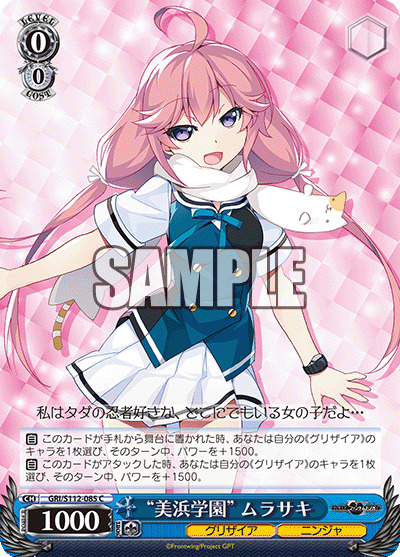 LEVEL
0
0
COST
SAMPLE
私はタダの忍者好きな、どこにでもいる女の子だよ…
このカードが手札から舞台に置かれた時、あなたは自分の《グリザイア》の
キャラを1枚選び、そのターン中、パワーを+1500。
このカードがアタックした時、あなたは自分の《グリザイア》のキャラを1枚
選び、そのターン中、パワーを+1500。
CH GRI/S112-085 C
1000
“美浜学園” ムラサキ
グリザイア ニンジャ
©Frontwing/Project GPT